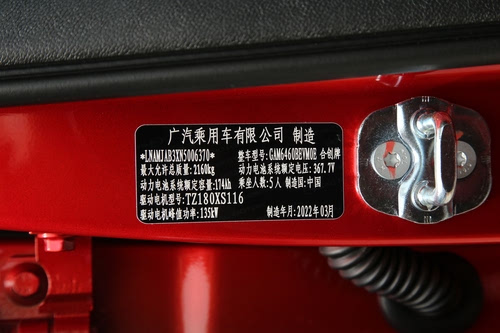 广汽乘用车有限公司 制造
*LNAMJAB3XN5006370* 整车型号:GAM6460BEVM0E 合创牌
最大允许总质量:2160kg 动力电池系统额定电压:367.7V
动力电池系统额定容量:174Ah 乘坐人数:5人 制造国:中国
驱动电机型号:TZ180XS116
驱动电机峰值功率:135kW 制造年月:2022年03月